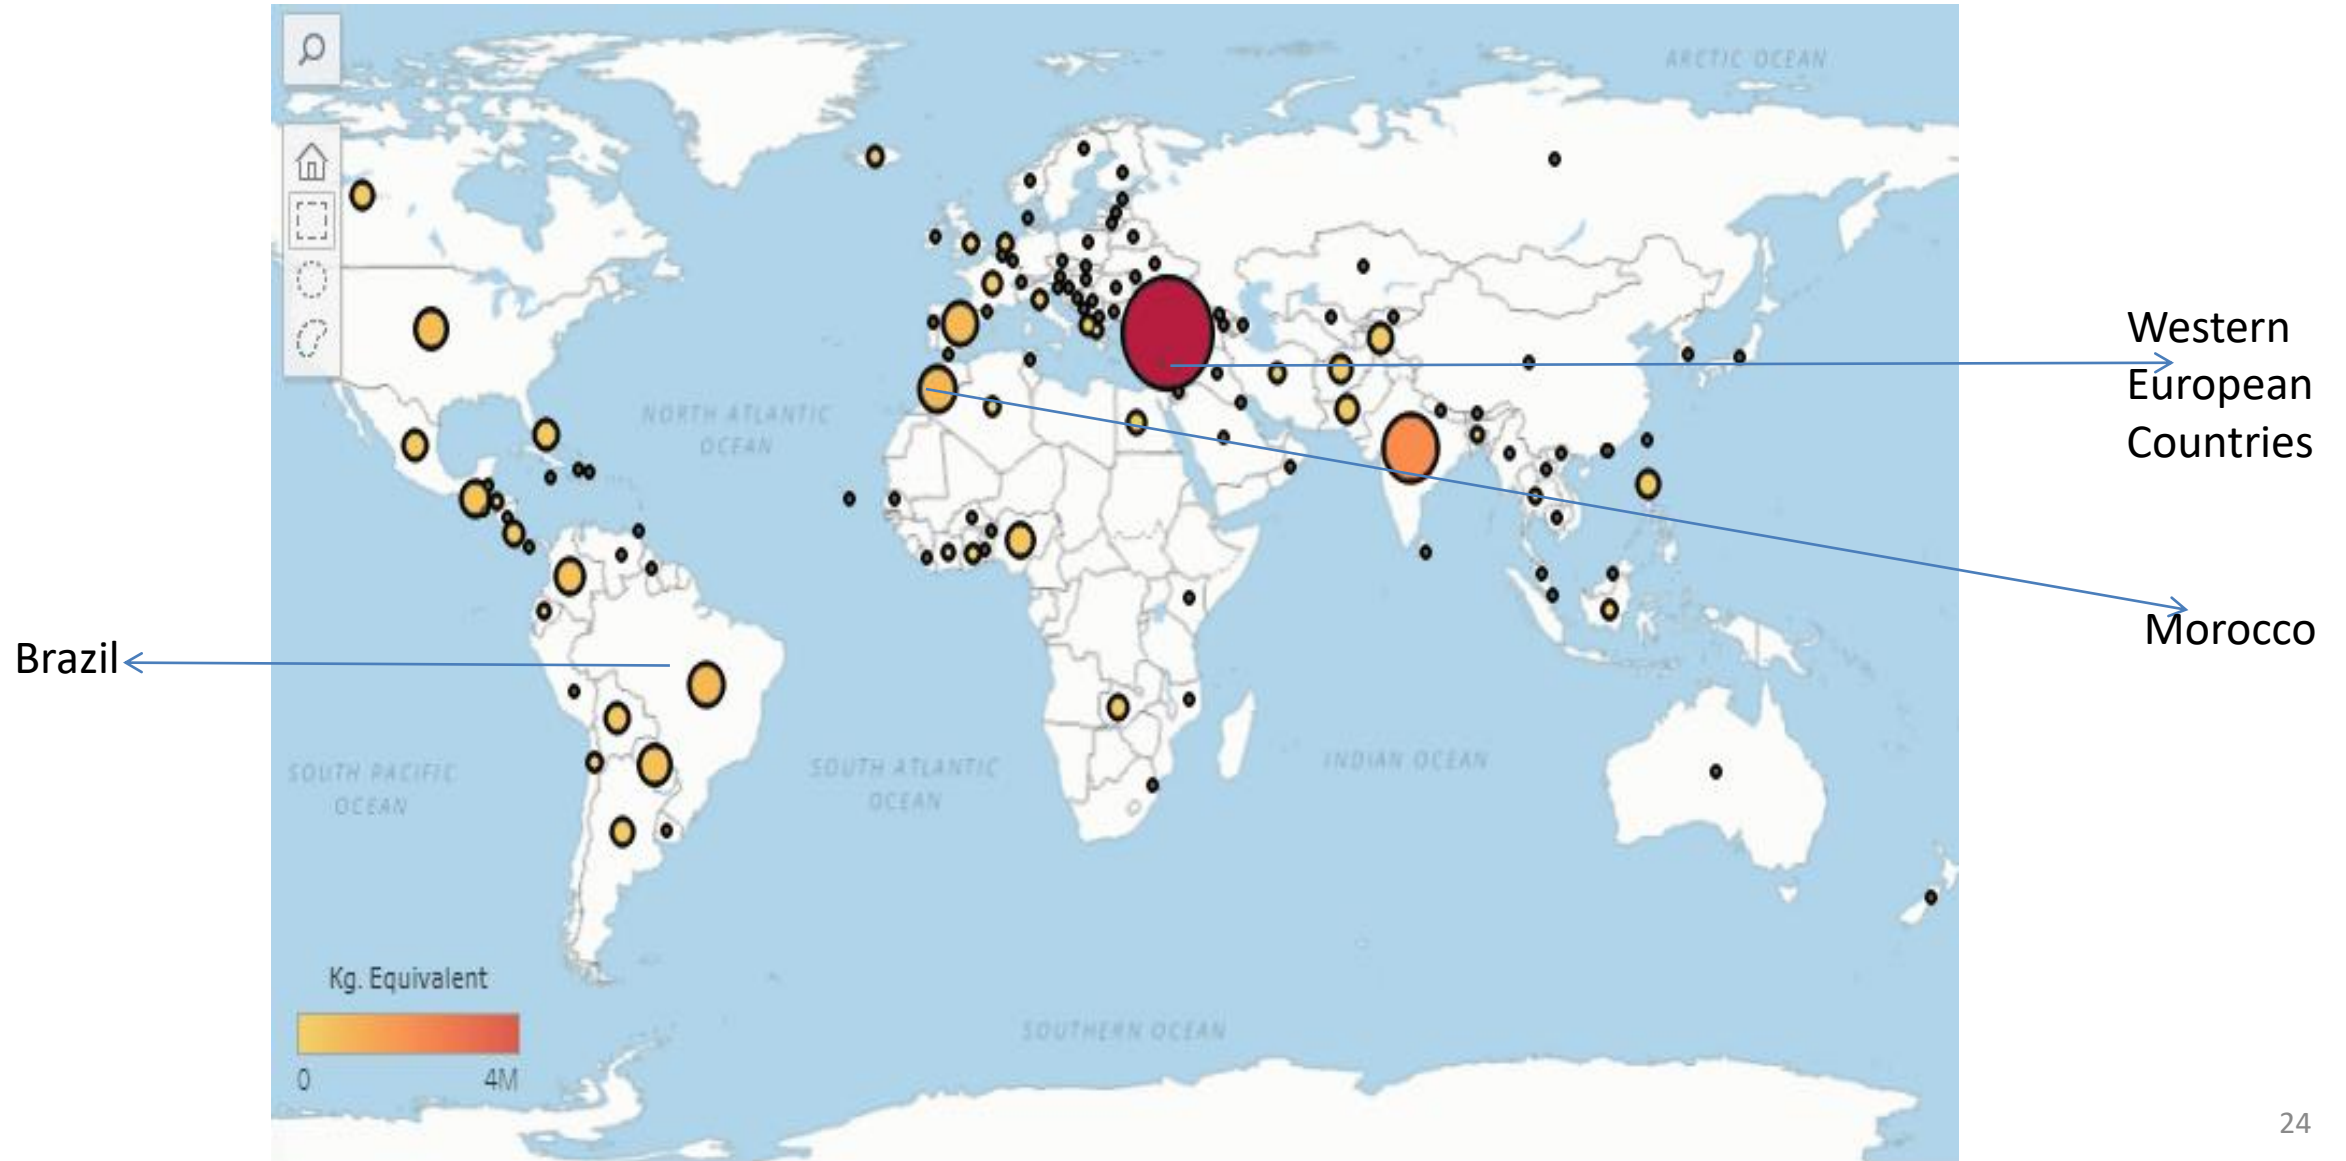 ARCTIC OCEAN
Western
European
Countries
NORTH ATLANTIC
OCEAN
Morocco
Brazil
SOUTH PACIFIC
OCEAN
SOUTH ATLANTIC
OCEAN
INDIAN OCEAN
Kg. Equivalent
0
4M
SOUTHERN OCEAN
24